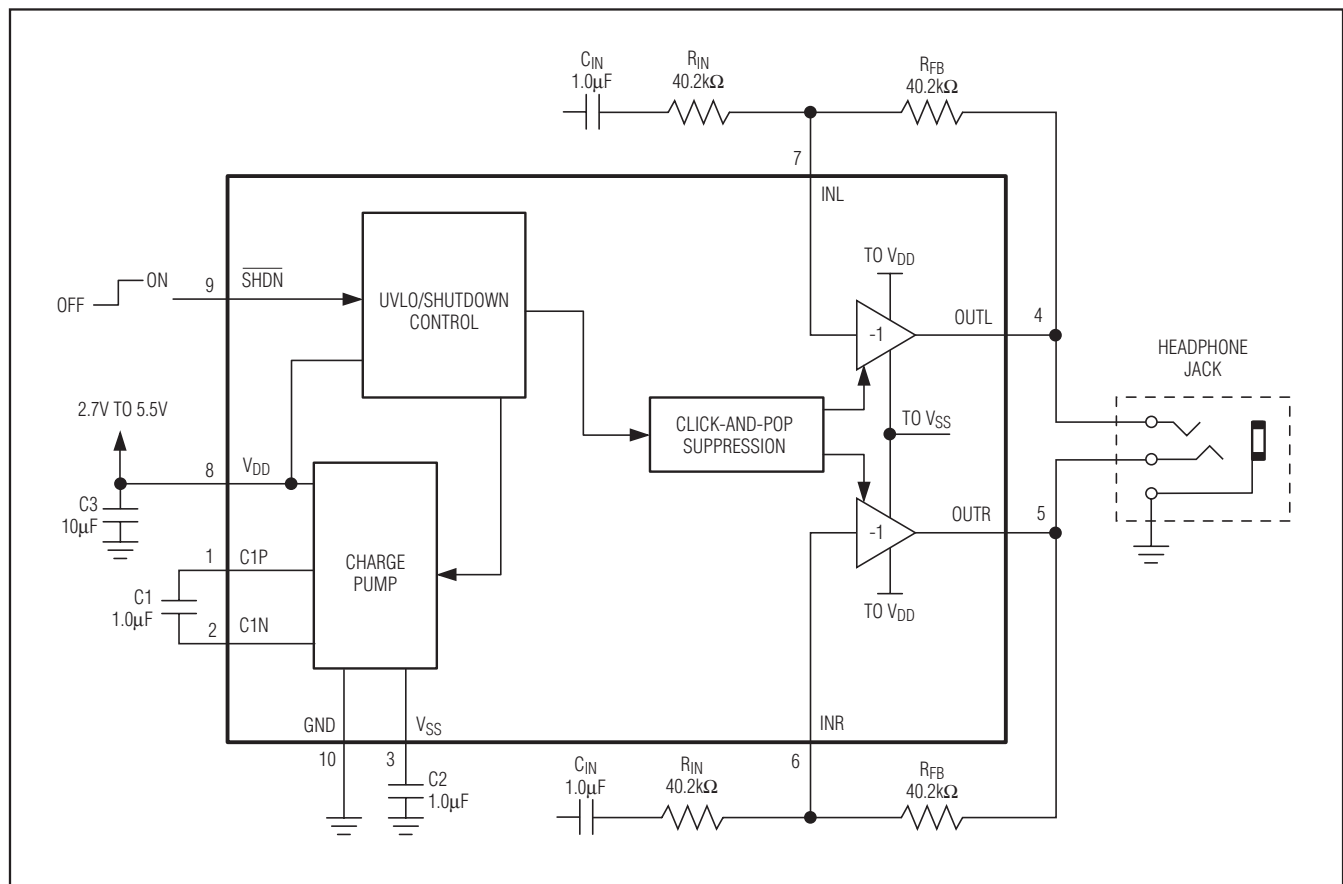 CIN
1.0μF
RIN
40.2kΩ
RFB
40.2kΩ
7
INL
TO VDD
ON
OFF
9
SHDN
UVLO/SHUTDOWN
CONTROL
-1
OUTL
4
HEADPHONE
JACK
2.7V TO 5.5V
CLICK-AND-POP
SUPPRESSION
TO VSS
8
VDD
C3
10μF
-1
OUTR
5
1
C1P
CHARGE
PUMP
C1
1.0μF
2
C1N
TO VDD
GND
VSS
INR
10
3
C2
1.0μF
6
CIN
1.0μF
RIN
40.2kΩ
RFB
40.2kΩ